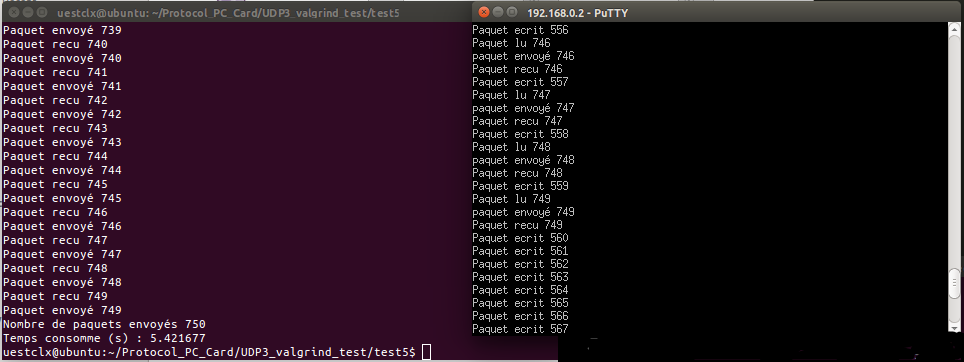 uestclx@ubuntu: ~/Protocol_PC_Card/UDP3_valgrind_test/test5
Paquet envoyé 739
Paquet recu 740
Paquet envoyé 740
Paquet recu 741
Paquet envoyé 741
Paquet recu 742
Paquet envoyé 742
Paquet recu 743
Paquet envoyé 743
Paquet recu 744
Paquet envoyé 744
Paquet recu 745
Paquet envoyé 745
Paquet recu 746
Paquet envoyé 746
Paquet recu 747
Paquet envoyé 747
Paquet recu 748
Paquet envoyé 748
Paquet recu 749
Paquet envoyé 749
Nombre de paquets envoyés 750
Temps consomme (s) : 5.421677
uestclx@ubuntu:~/Protocol_PC_Card/UDP3_valgrind_test/test5$
192.168.0.2 - PuTTY
Paquet ecrit 556
Paquet lu 746
paquet envoyé 746
Paquet recu 746
Paquet ecrit 557
Paquet lu 747
paquet envoyé 747
Paquet recu 747
Paquet ecrit 558
Paquet lu 748
paquet envoyé 748
Paquet recu 748
Paquet ecrit 559
Paquet lu 749
paquet envoyé 749
Paquet recu 749
Paquet ecrit 560
Paquet ecrit 561
Paquet ecrit 562
Paquet ecrit 563
Paquet ecrit 564
Paquet ecrit 565
Paquet ecrit 566
Paquet ecrit 567